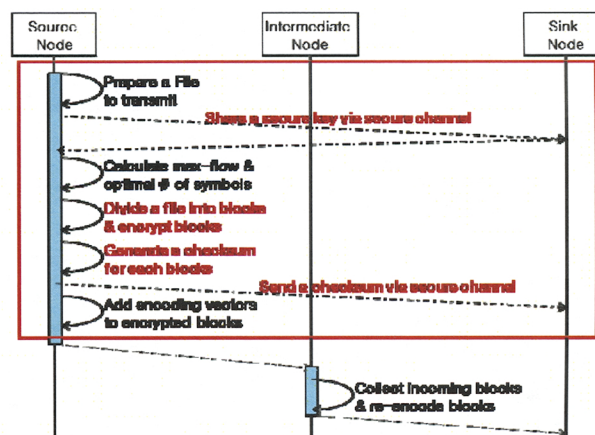 Source
Node
Intermediate
Node
Sink
Node
Prepare a File
to transmit
Share a secure key via secure channel
Calculate max-flow &
optimal # of symbols
Divide a file into blocks
& encrypt blocks
Generate a checksum
for each blocks
Send a checksum via secure channel
Add encoding vectors
to encrypted blocks
Collect incoming blocks
& re-encode blocks